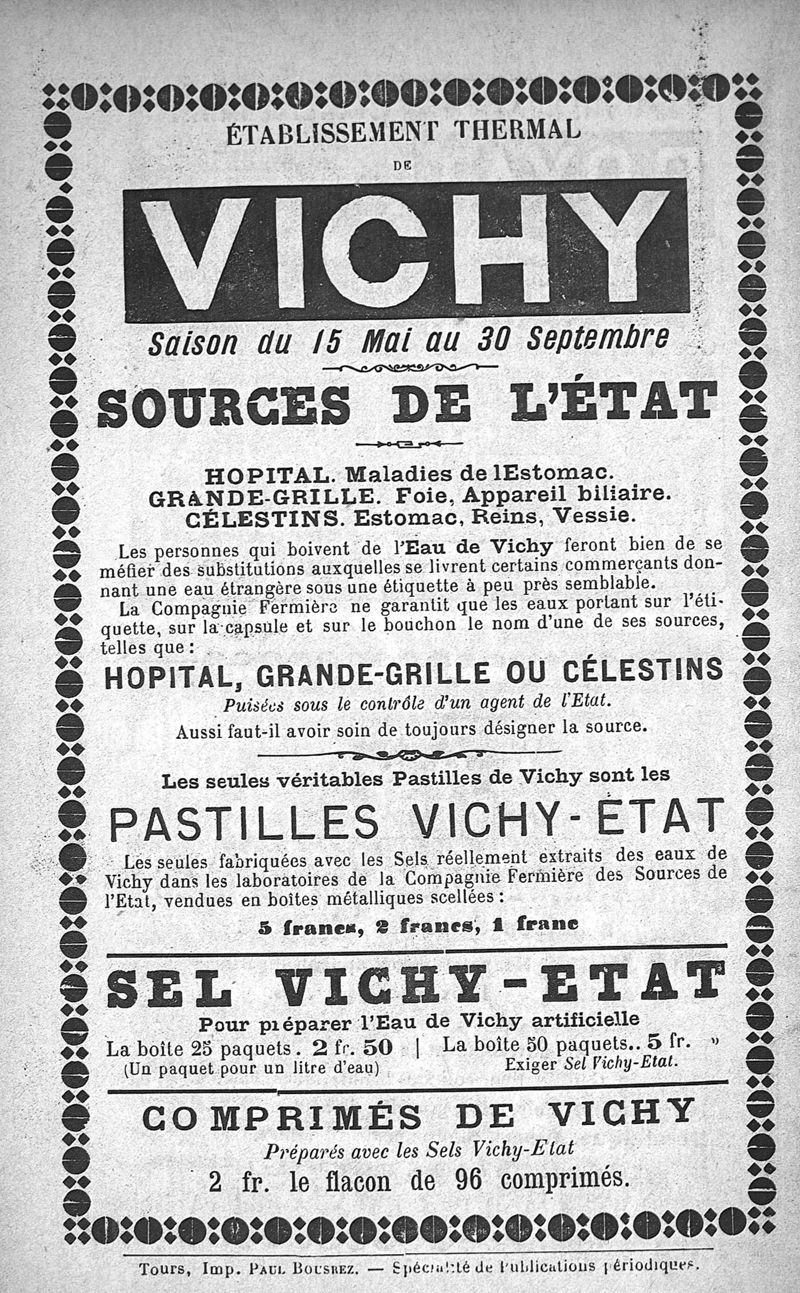 ÉTABLISSEMENT THERMAL
DE
VICHY
Saison du 15 Mai au 30 Septembre
SOURCES DE L'ÉTAT
HOPITAL. Maladies de lEstomac.
GRANDE-GRILLE. Foie, Appareil biliaire.
CÉLESTINS. Estomac, Reins, Vessie.
Les personnes qui boivent de l'Eau de Vichy feront bien de se
méfier des substitutions auxquelles se livrent certains commerçants don-
nant une eau étrangère sous une étiquette à peu près semblable.
La Compagnie Fermière ne garantit que les eaux portant sur l'éti-
quette, sur la capsule et sur le bouchon le nom d'une de ses sources,
telles que :
HOPITAL, GRANDE-GRILLE OU CÉLESTINS
Puisées sous le contrôle d'un agent de l'Etat.
Aussi faut-il avoir soin de toujours désigner la source.
Les seules véritables Pastilles de Vichy sont les
PASTILLES VICHY-ÉTAT
Les seules fabriquées avec les Sels réellement extraits des eaux de
Vichy dans les laboratoires de la Compagnie Fermière des Sources de
l'Etat, vendues en boîtes métalliques scellées :
5 francs, 2 francs, 1 franc
SEL VICHY-ETAT
Pour préparer l'Eau de Vichy artificielle
La boîte 25 paquets. 2 fr. 50 | La boîte 50 paquets.. 5 fr. »
(Un paquet pour un litre d'eau) Exiger Sel Vichy-Etat.
COMPRIMÉS DE VICHY
Préparés avec les Sels Vichy-Etat
2 fr. le flacon de 96 comprimés.
Tours, Imp. PAUL BOUSREZ. — Spécialité de Publications périodiques.